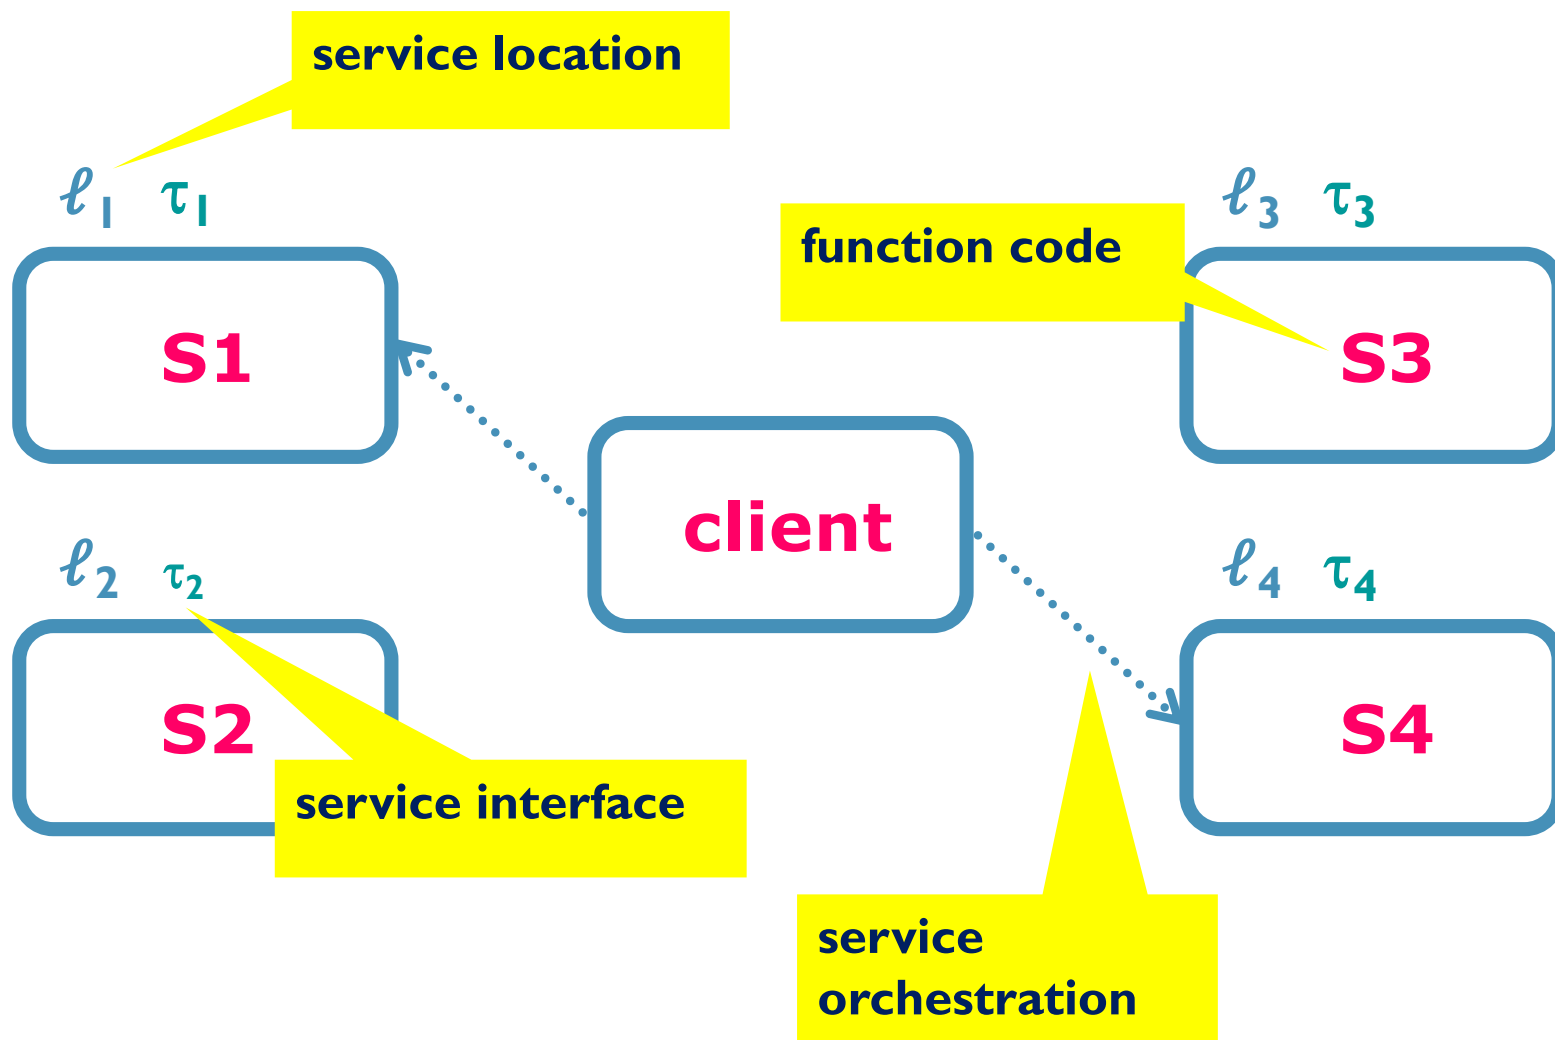 service location
ℓ1 τ1
ℓ3 τ3
function code
S1
S3
client
ℓ2 τ2
ℓ4 τ4
S2
S4
service interface
service
orchestration